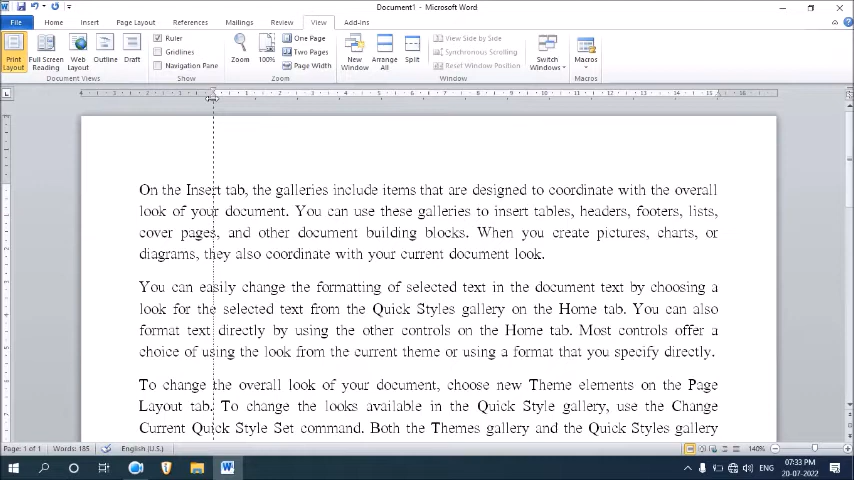 Document1 - Microsoft Word
File Home Insert Page Layout References Mailings Review View Add-Ins
Print Layout
Full Screen Reading
Web Layout
Outline
Draft
Document Views
Ruler
Gridlines
Navigation Pane
Show
Zoom
100%
One Page
Two Pages
Page Width
Zoom
New Window
Arrange All
Split
View Side by Side
Synchronous Scrolling
Reset Window Position
Window
Switch Windows
Macros
Macros
On the Insert tab, the galleries include items that are designed to coordinate with the overall
look of your document. You can use these galleries to insert tables, headers, footers, lists,
cover pages, and other document building blocks. When you create pictures, charts, or
diagrams, they also coordinate with your current document look.
You can easily change the formatting of selected text in the document text by choosing a
look for the selected text from the Quick Styles gallery on the Home tab. You can also
format text directly by using the other controls on the Home tab. Most controls offer a
choice of using the look from the current theme or using a format that you specify directly.
To change the overall look of your document, choose new Theme elements on the Page
Layout tab. To change the looks available in the Quick Style gallery, use the Change
Current Quick Style Set command. Both the Themes gallery and the Quick Styles gallery
Page: 1 of 1 Words: 185 English (U.S.) 140%
ENG 07:33 PM
20-07-2022